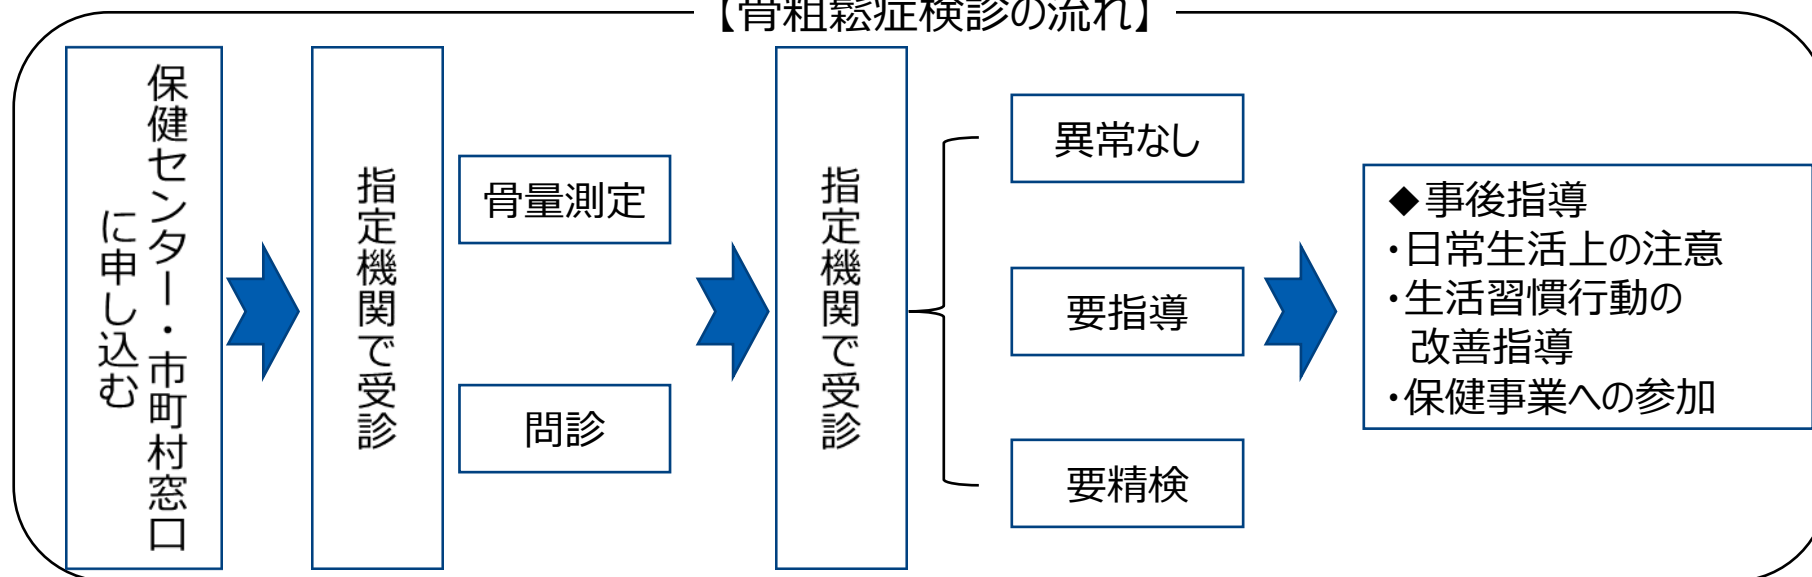 【骨粗鬆症検診の流れ】
保健センター・市町村窓口
に申し込む
指定機関で受診
骨量測定
問診
指定機関で受診
異常なし
要指導
要精検
◆事後指導
・日常生活上の注意
・生活習慣行動の
改善指導
・保健事業への参加